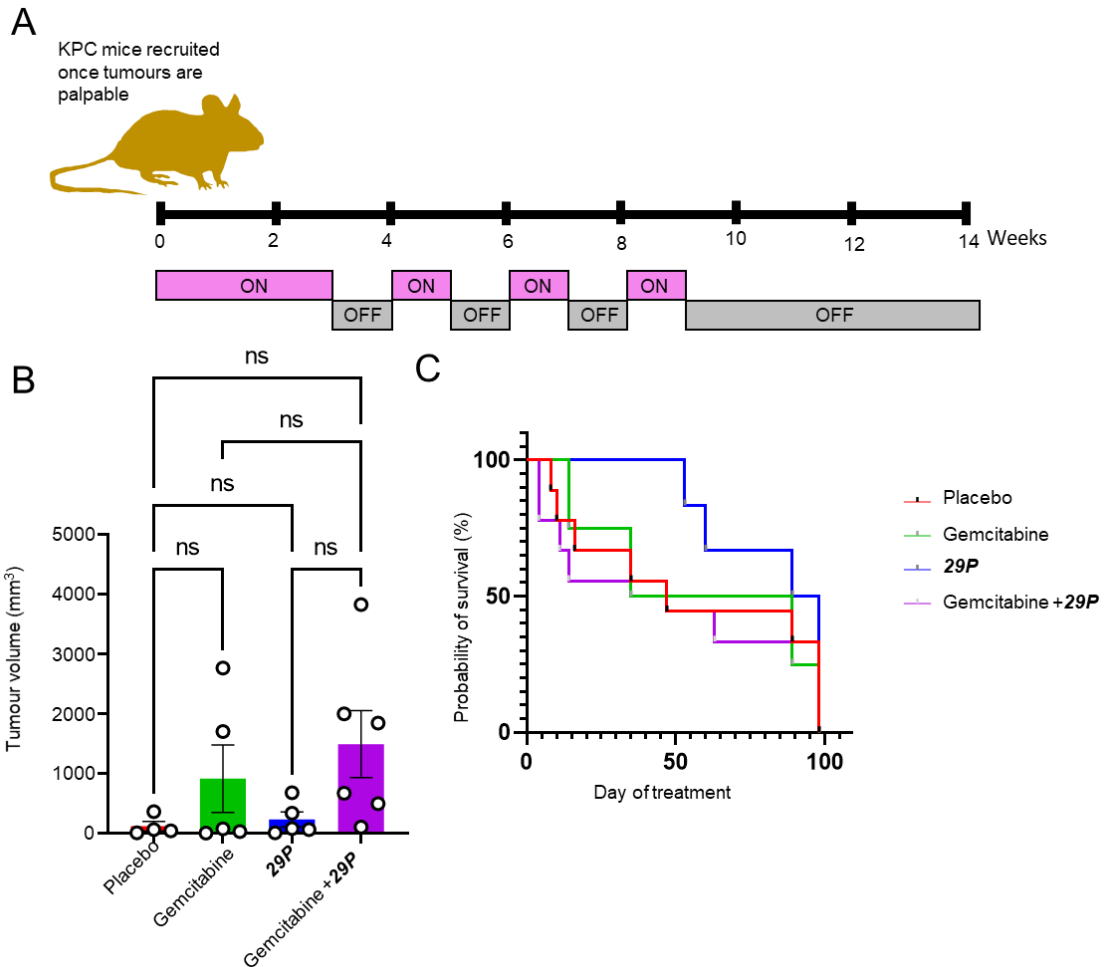 A
KPC mice recruited
once tumours are
palpable
0 2 4 6 8 10 12 14 Weeks
ON ON ON ON
OFF OFF OFF OFF
B
ns
ns
ns
ns ns
Tumour volume (mm³)
5000
4000
3000
2000
1000
0
Placebo
Gemcitabine
29P
Gemcitabine +29P
C
Probability of survival (%)
100
50
0
0 50 100
Day of treatment
Placebo
Gemcitabine
29P
Gemcitabine +29P